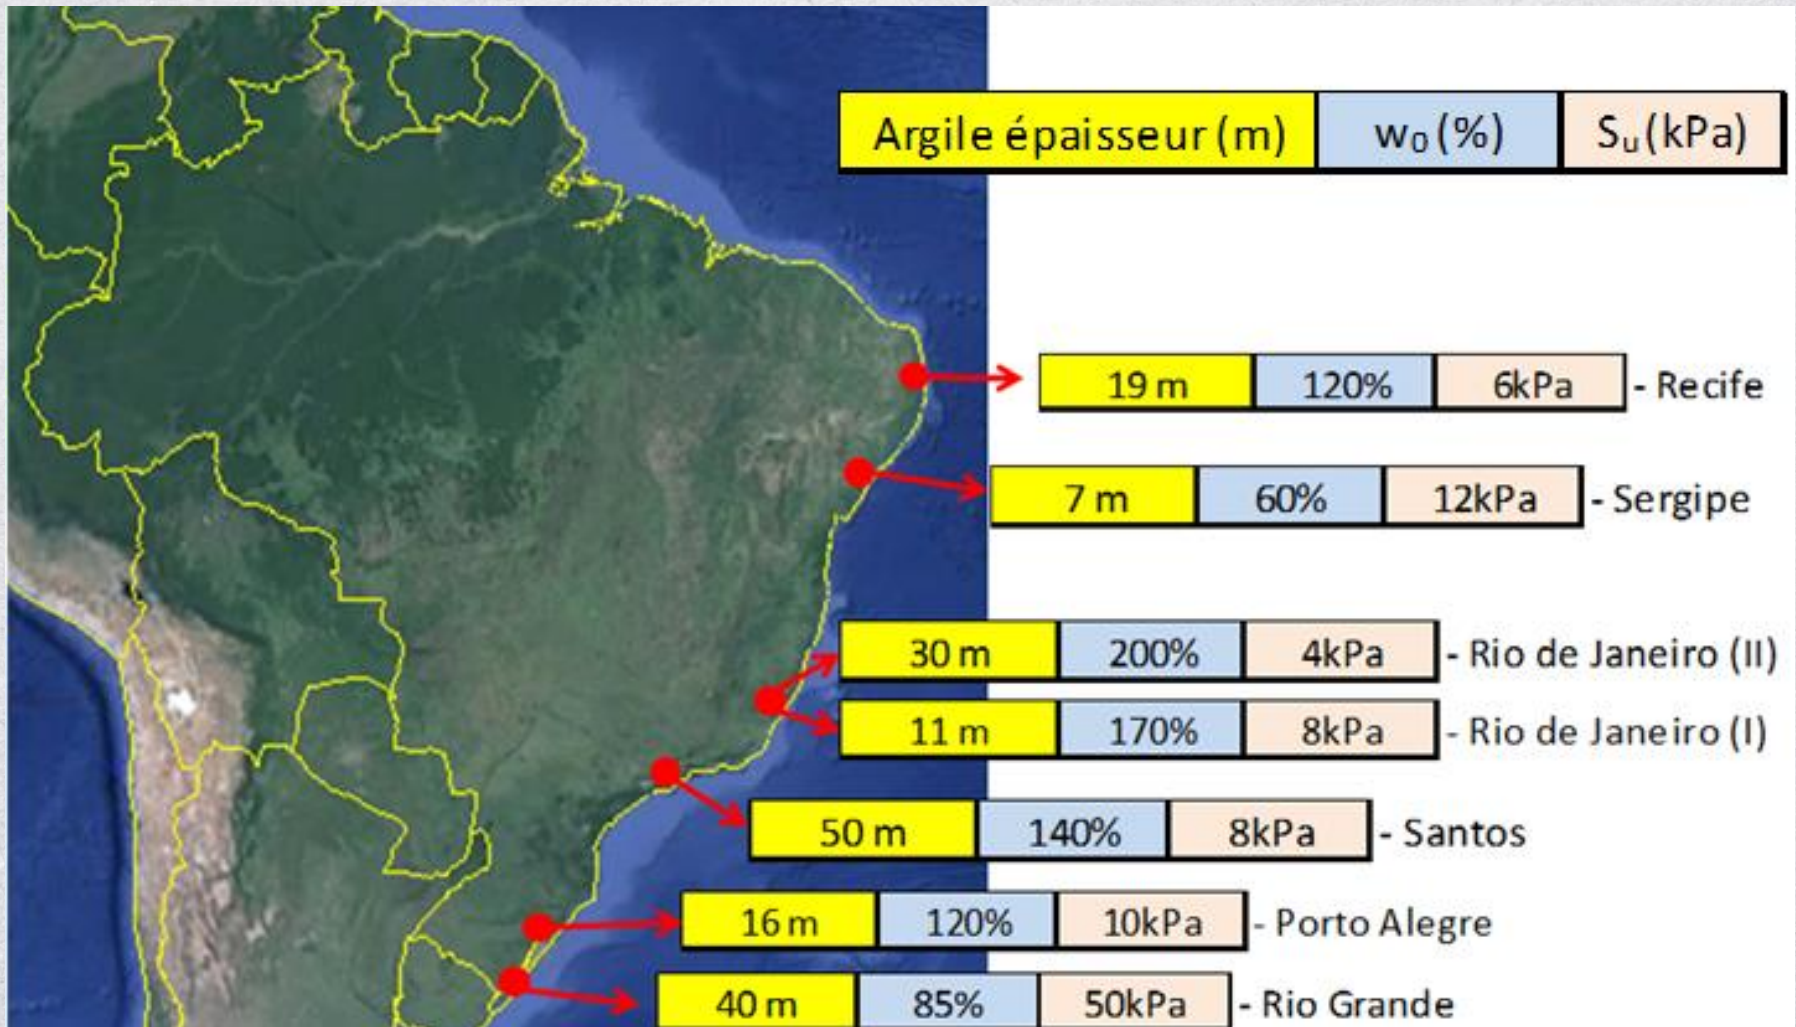 Argile épaisseur (m) w₀ (%) Sᵤ (kPa)
19 m 120% 6kPa - Recife
7 m 60% 12kPa - Sergipe
30 m 200% 4kPa - Rio de Janeiro (II)
11 m 170% 8kPa - Rio de Janeiro (I)
50 m 140% 8kPa - Santos
16 m 120% 10kPa - Porto Alegre
40 m 85% 50kPa - Rio Grande